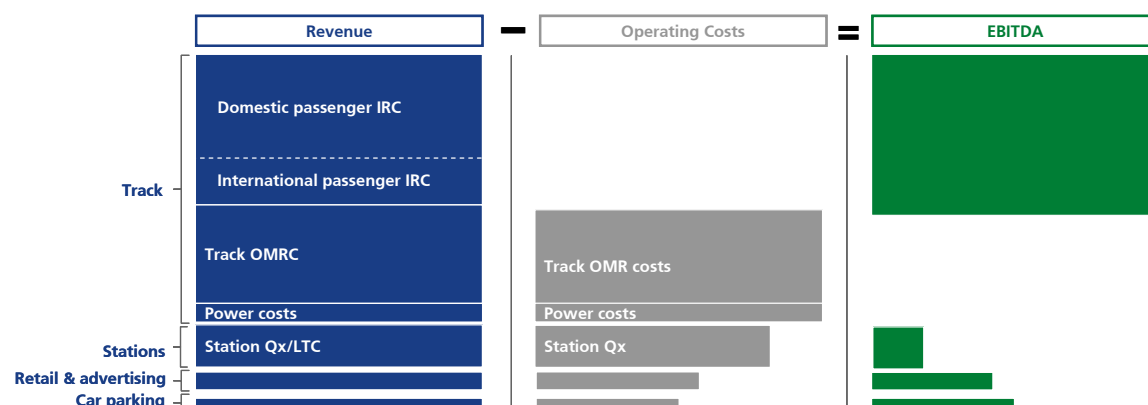 Revenue
Operating Costs
EBITDA
Domestic passenger IRC
International passenger IRC
Track
Track OMRC
Track OMR costs
Power costs
Power costs
Stations
Station Qx/LTC
Station Qx
Retail & advertising
Car parking